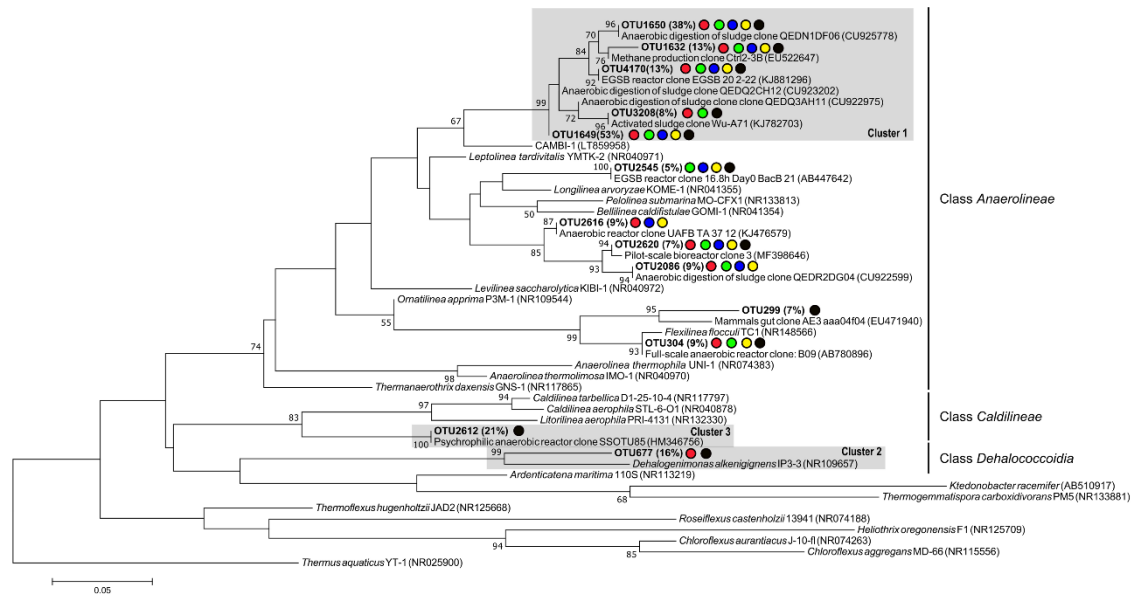 96 OTU1650 (38%)
70 Anaerobic digestion of sludge clone QEDN1DF06 (CU925778)
OTU1632 (13%)
84 76 Methane production clone Ctrl2-3B (EU522647)
OTU4170(13%)
92 EGSB reactor clone EGSB 20 2-22 (KJ881296)
Anaerobic digestion of sludge clone QEDQ2CH12 (CU923202)
99 Anaerobic digestion of sludge clone QEDQ3AH11 (CU922975)
72 OTU3208(8%)
96 Activated sludge clone Wu-A71 (KJ782703)
67 OTU1649(53%) Cluster 1
CAMBI-1 (LT859958)
Leptolinea tardivitalis YMTK-2 (NR040971)
100 OTU2545 (5%)
EGSB reactor clone 16.8h Day0 BacB 21 (AB447642)
Longilinea arvoryzae KOME-1 (NR041355)
Class Anaerolineae
Pelolinea submarina MO-CFX1 (NR133813)
50 Bellilinea caldifistulae GOMI-1 (NR041354)
87 OTU2616 (9%)
Anaerobic reactor clone UAFB TA 37 12 (KJ476579)
85 94 OTU2620 (7%)
Pilot-scale bioreactor clone 3 (MF398646)
93 OTU2086 (9%)
94 Anaerobic digestion of sludge clone QEDR2DG04 (CU922599)
Levilinea saccharolytica KIBI-1 (NR040972)
Ornatilinea apprima P3M-1 (NR109544)
95 OTU299 (7%)
55 Mammals gut clone AE3 aaa04f04 (EU471940)
99 Flexilinea flocculi TC1 (NR148566)
OTU304 (9%)
74 93 Full-scale anaerobic reactor clone: B09 (AB780896)
Anaerolinea thermophila UNI-1 (NR074383)
98 Anaerolinea thermolimosa IMO-1 (NR040970)
Thermanaerothrix daxensis GNS-1 (NR117865)
94 Caldilinea tarbellica D1-25-10-4 (NR117797)
97 Caldilinea aerophila STL-6-O1 (NR040878)
83 Litorilinea aerophila PRI-4131 (NR132330)
Class Caldilineae
OTU2612 (21%) Cluster 3
100 Psychrophilic anaerobic reactor clone SSOTU85 (HM346756)
99 OTU677 (16%) Cluster 2
Class Dehalococcoidia
Dehalogenimonas alkenigignens IP3-3 (NR109657)
Ardenticatena maritima 110S (NR113219)
Ktedonobacter racemifer (AB510917)
68 Thermogemmatispora carboxidivorans PM5 (NR133881)
Thermoflexus hugenholtzii JAD2 (NR125668)
Roseiflexus castenholzii 13941 (NR074188)
Heliothrix oregonensis F1 (NR125709)
94 Chloroflexus aurantiacus J-10-fl (NR074263)
85 Chloroflexus aggregans MD-66 (NR115556)
Thermus aquaticus YT-1 (NR025900)
0.05